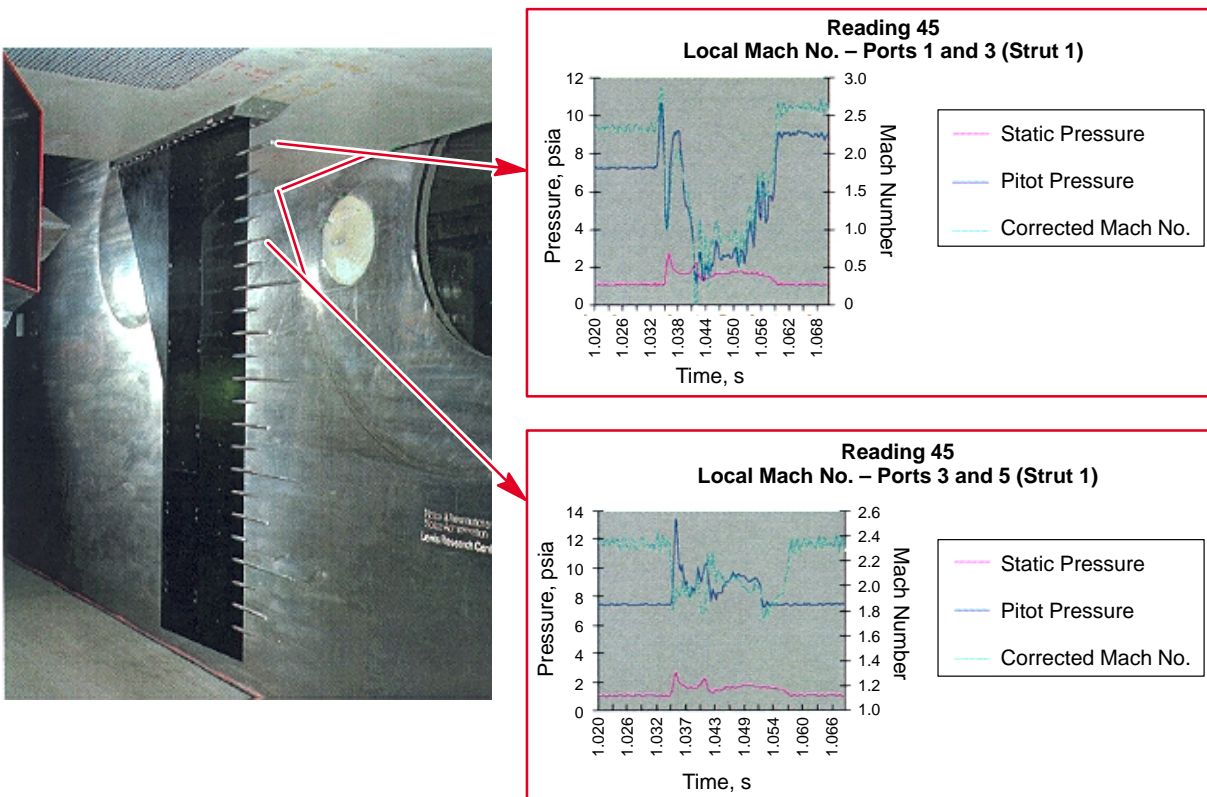 Reading 45
Local Mach No. – Ports 1 and 3 (Strut 1)
12
10
8
6
4
2
0
Pressure, psia
3.0
2.5
2.0
1.5
1.0
0.5
0
Mach Number
1.020
1.026
1.032
1.038
1.044
1.050
1.056
1.062
1.068
Time, s
Static Pressure
Pitot Pressure
Corrected Mach No.
Lewis Research
Reading 45
Local Mach No. – Ports 3 and 5 (Strut 1)
14
12
10
8
6
4
2
0
Pressure, psia
2.6
2.4
2.2
2.0
1.8
1.6
1.4
1.2
1.0
Mach Number
1.020
1.026
1.032
1.037
1.043
1.049
1.054
1.060
1.066
Time, s
Static Pressure
Pitot Pressure
Corrected Mach No.